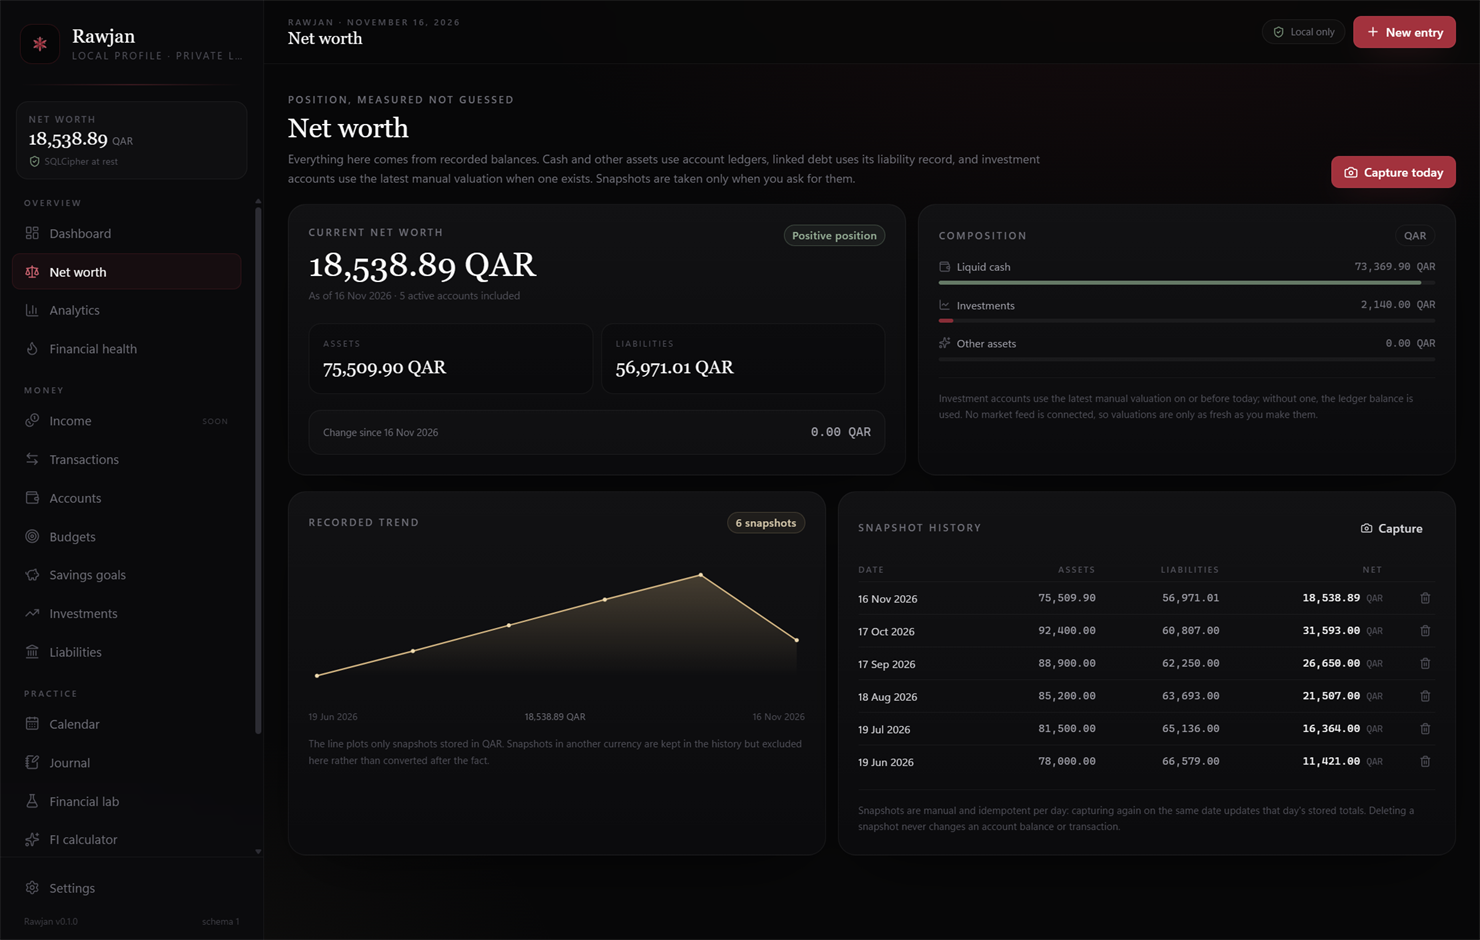 Rawjan
LOCAL PROFILE · PRIVATE L...
NET WORTH
18,538.89 QAR
SQLCipher at rest
OVERVIEW
Dashboard
Net worth
Analytics
Financial health
MONEY
Income SOON
Transactions
Accounts
Budgets
Savings goals
Investments
Liabilities
PRACTICE
Calendar
Journal
Financial lab
FI calculator
Settings
Rawjan v0.1.0 schema 1
RAWJAN · NOVEMBER 16, 2026
Net worth
Local only
New entry
POSITION, MEASURED NOT GUESSED
Net worth
Everything here comes from recorded balances. Cash and other assets use account ledgers, linked debt uses its liability record, and investment
accounts use the latest manual valuation when one exists. Snapshots are taken only when you ask for them.
Capture today
CURRENT NET WORTH
Positive position
18,538.89 QAR
As of 16 Nov 2026 · 5 active accounts included
ASSETS
75,509.90 QAR
LIABILITIES
56,971.01 QAR
Change since 16 Nov 2026 0.00 QAR
COMPOSITION QAR
Liquid cash 73,369.90 QAR
Investments 2,140.00 QAR
Other assets 0.00 QAR
Investment accounts use the latest manual valuation on or before today; without one, the ledger balance is
used. No market feed is connected, so valuations are only as fresh as you make them.
RECORDED TREND 6 snapshots
19 Jun 2026 18,538.89 QAR 16 Nov 2026
The line plots only snapshots stored in QAR. Snapshots in another currency are kept in the history but excluded
here rather than converted after the fact.
SNAPSHOT HISTORY Capture
DATE ASSETS LIABILITIES NET
16 Nov 2026 75,509.90 56,971.01 18,538.89 QAR
17 Oct 2026 92,400.00 60,807.00 31,593.00 QAR
17 Sep 2026 88,900.00 62,250.00 26,650.00 QAR
18 Aug 2026 85,200.00 63,693.00 21,507.00 QAR
19 Jul 2026 81,500.00 65,136.00 16,364.00 QAR
19 Jun 2026 78,000.00 66,579.00 11,421.00 QAR
Snapshots are manual and idempotent per day: capturing again on the same date updates that day's stored totals. Deleting a
snapshot never changes an account balance or transaction.